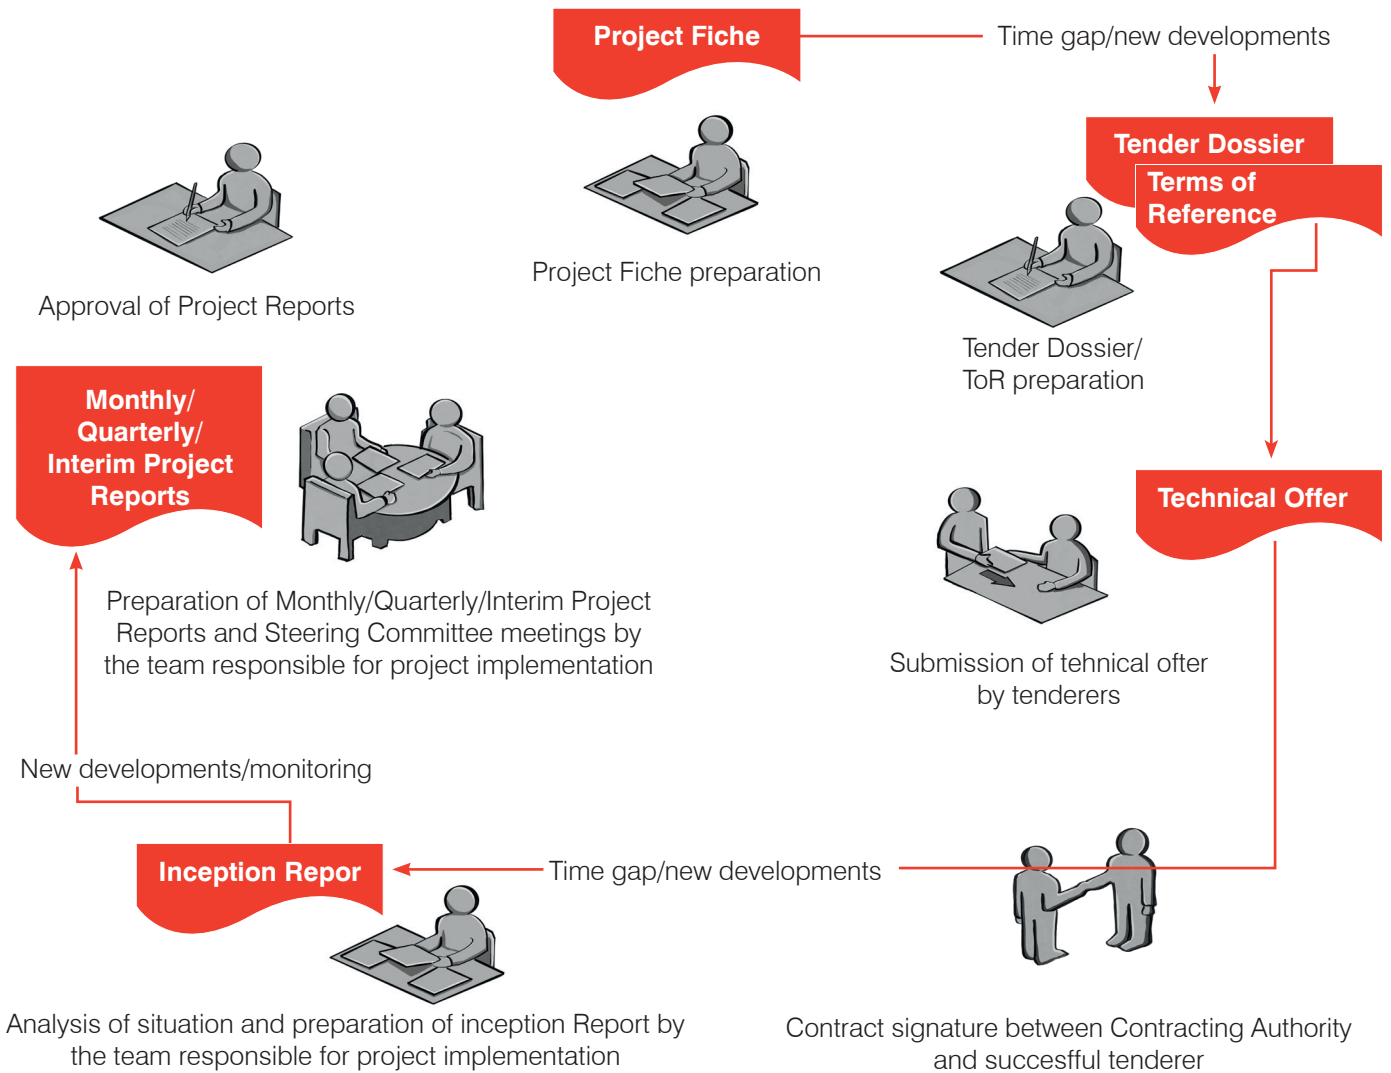 Project Fiche
Time gap/new developments
Tender Dossier
Terms of
Reference
Project Fiche preparation
Approval of Project Reports
Tender Dossier/
ToR preparation
Monthly/
Quarterly/
Interim Project
Reports
Technical Offer
Preparation of Monthly/Quarterly/Interim Project
Reports and Steering Committee meetings by
the team responsible for project implementation
Submission of tehnical ofter
by tenderers
New developments/monitoring
Inception Repor
Time gap/new developments
Analysis of situation and preparation of inception Report by
the team responsible for project implementation
Contract signature between Contracting Authority
and succesfful tenderer